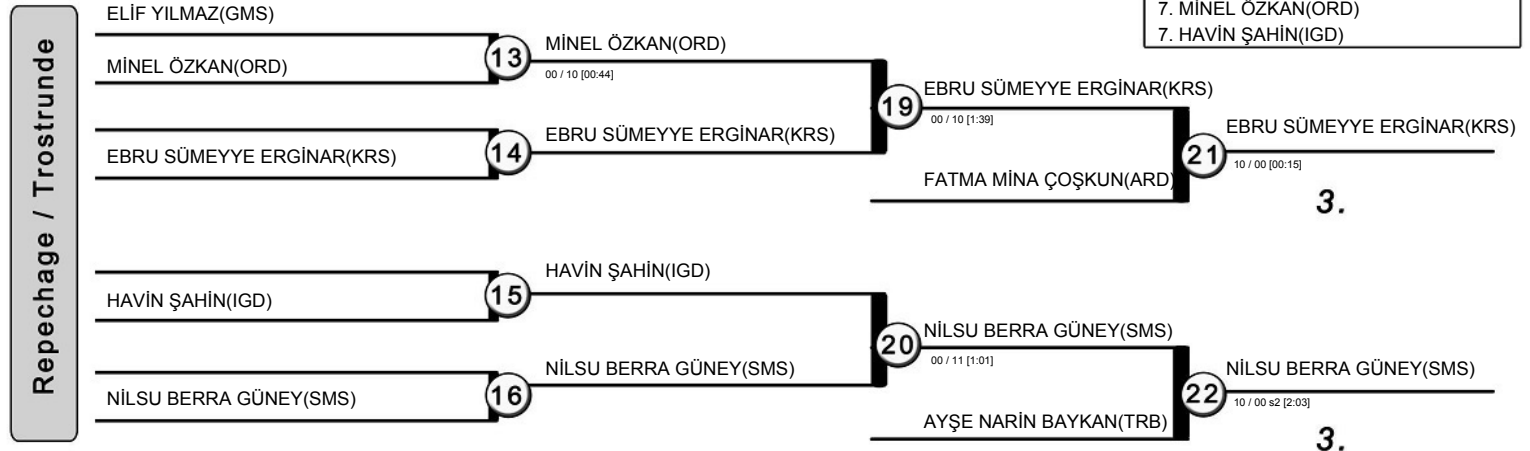 Repechage / Trostrunde
7. MİNEL ÖZKAN(ORD)
7. HAVİN ŞAHİN(IGD)
ELİF YILMAZ(GMS)
MİNEL ÖZKAN(ORD)
13
MİNEL ÖZKAN(ORD)
00 / 10 [00:44]
EBRU SÜMEYYE ERGİNAR(KRS)
14
EBRU SÜMEYYE ERGİNAR(KRS)
19
EBRU SÜMEYYE ERGİNAR(KRS)
00 / 10 [1:39]
FATMA MİNA ÇOŞKUN(ARD)
21
EBRU SÜMEYYE ERGİNAR(KRS)
10 / 00 [00:15]
3.
HAVİN ŞAHİN(IGD)
15
HAVİN ŞAHİN(IGD)
NİLSU BERRA GÜNEY(SMS)
16
NİLSU BERRA GÜNEY(SMS)
20
NİLSU BERRA GÜNEY(SMS)
00 / 11 [1:01]
AYŞE NARİN BAYKAN(TRB)
22
NİLSU BERRA GÜNEY(SMS)
10 / 00 s2 [2:03]
3.